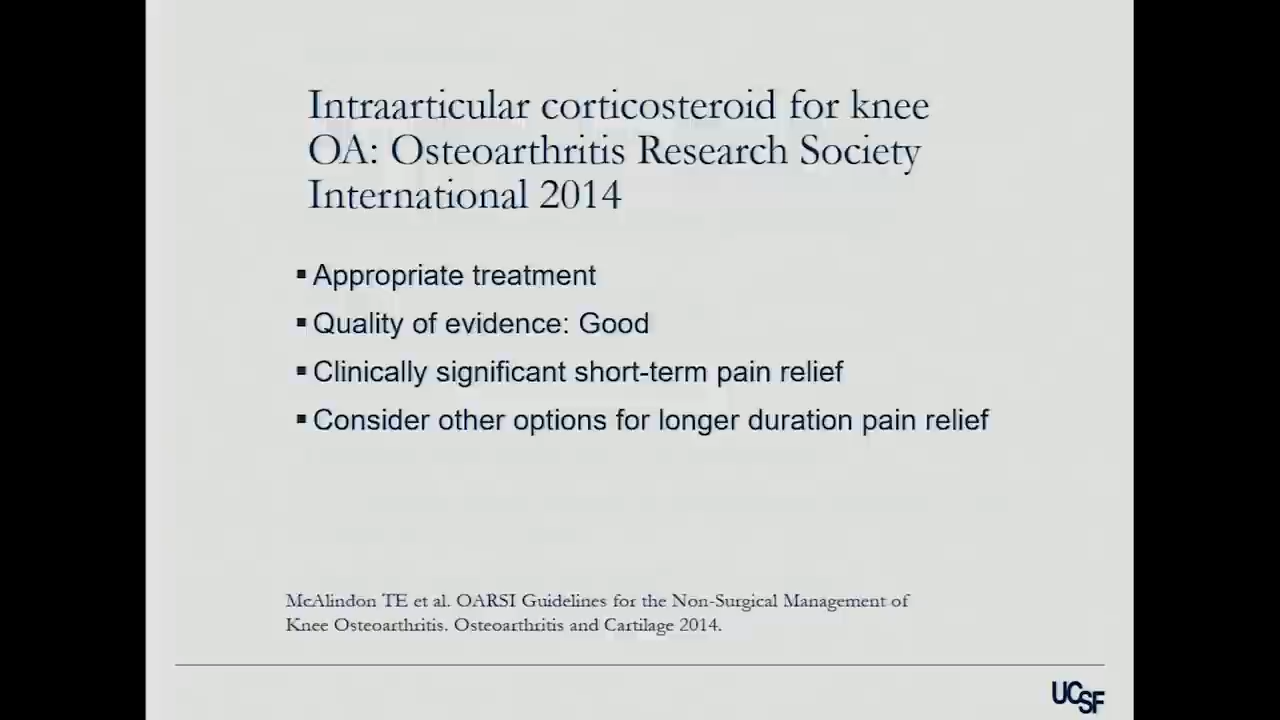 Intraarticular corticosteroid for knee
OA: Osteoarthritis Research Society
International 2014
▪ Appropriate treatment
▪ Quality of evidence: Good
▪ Clinically significant short-term pain relief
▪ Consider other options for longer duration pain relief
McAlindon TE et al. OARSI Guidelines for the Non-Surgical Management of
Knee Osteoarthritis. Osteoarthritis and Cartilage 2014.
UCSF